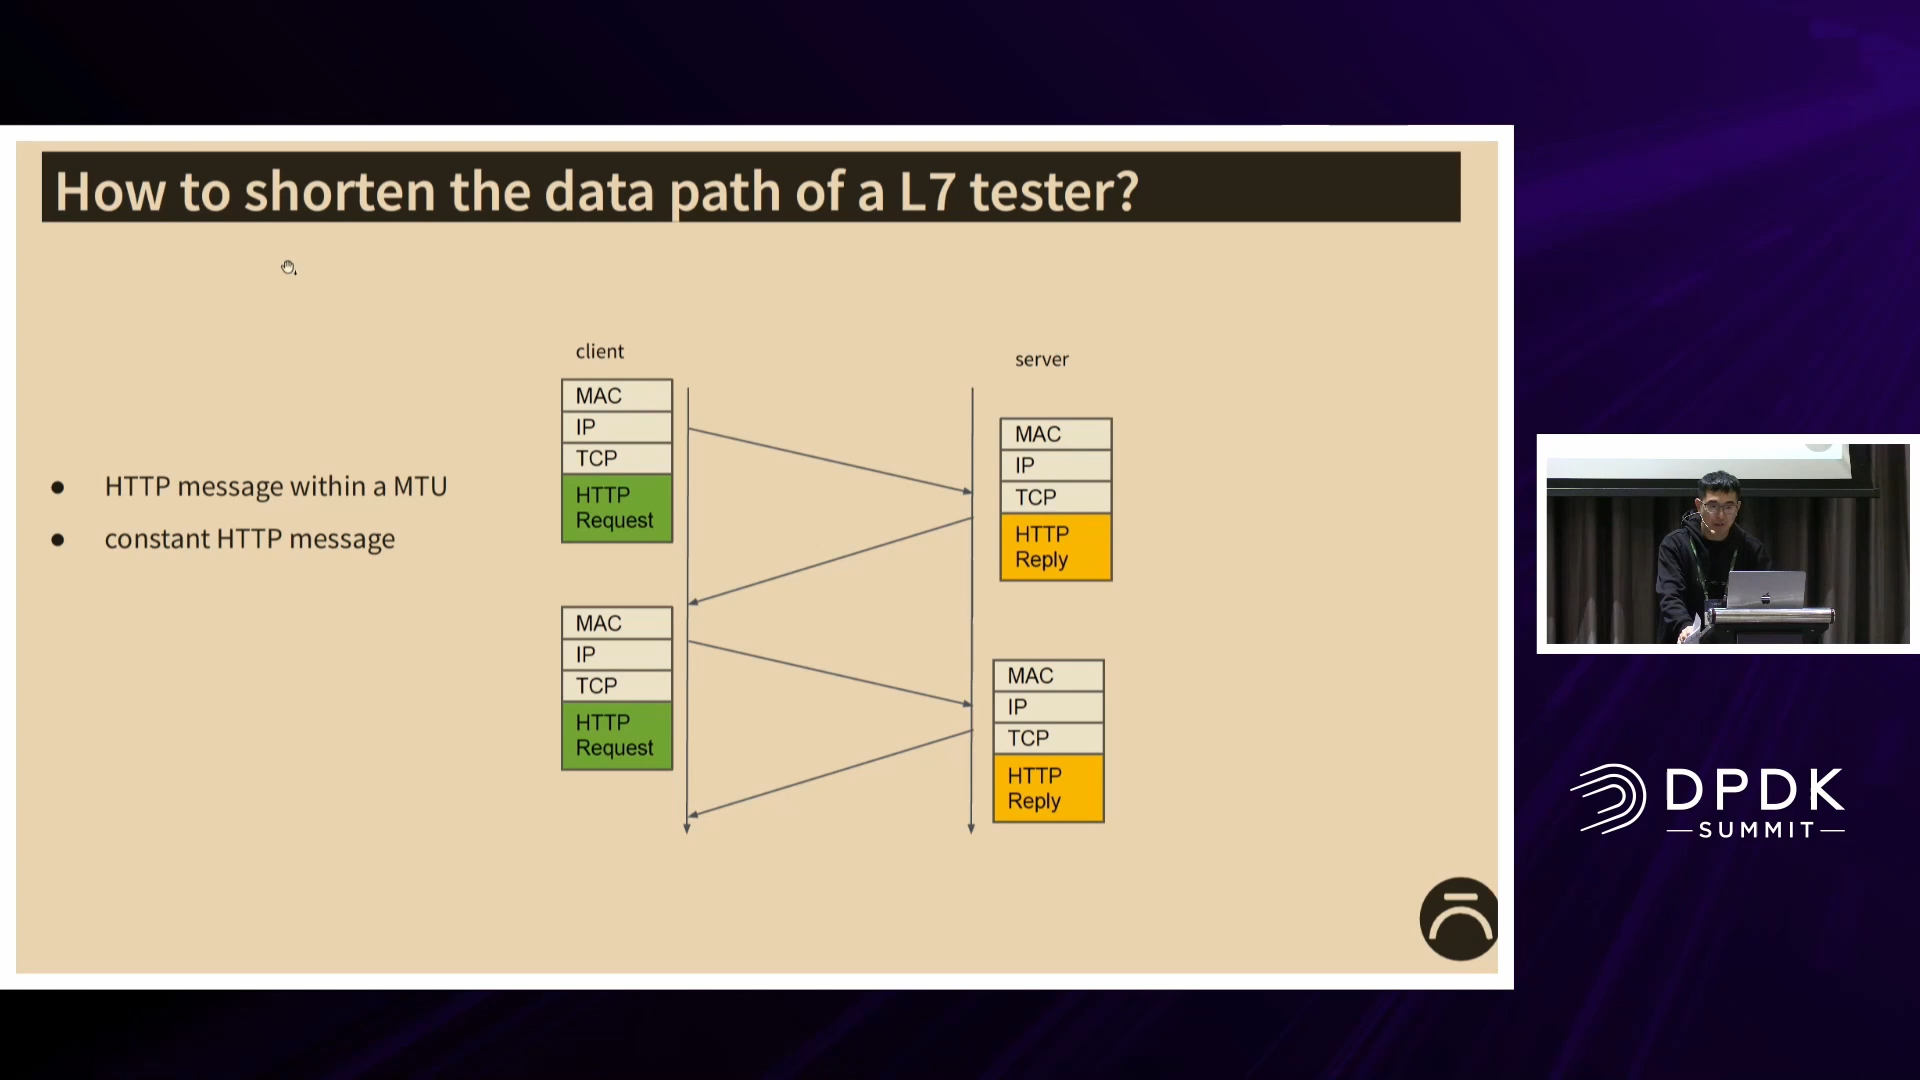 How to shorten the data path of a L7 tester?
● HTTP message within a MTU
● constant HTTP message
client
MAC
IP
TCP
HTTP
Request
server
MAC
IP
TCP
HTTP
Reply
MAC
IP
TCP
HTTP
Request
MAC
IP
TCP
HTTP
Reply
DPDK
SUMMIT